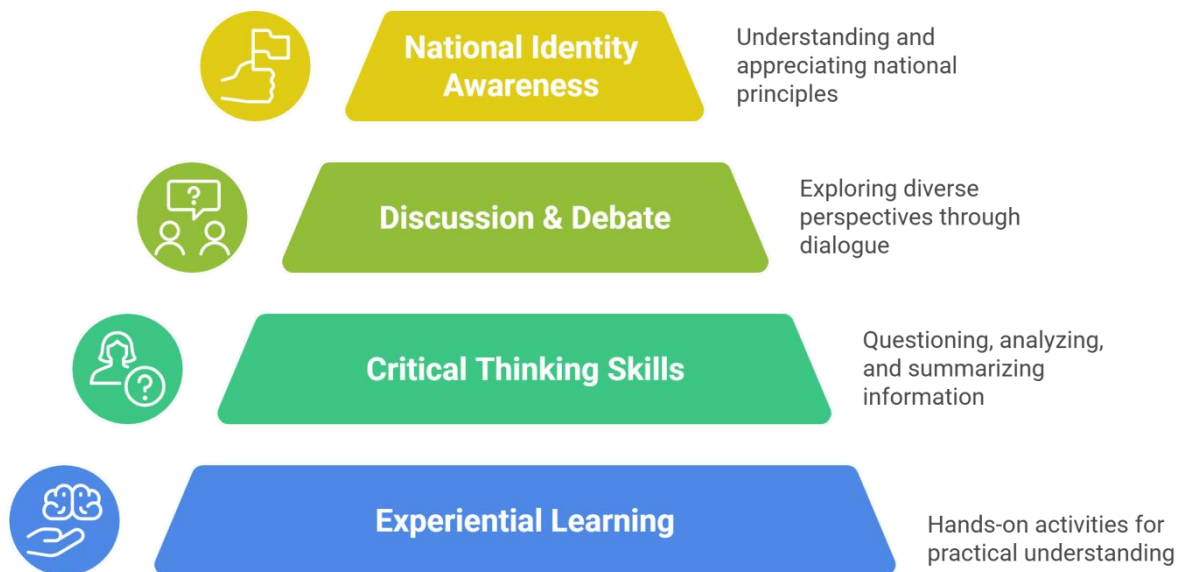 National Identity
Awareness
Understanding and
appreciating national
principles
?
Discussion & Debate
Exploring diverse
perspectives through
dialogue
?
Critical Thinking Skills
Questioning, analyzing,
and summarizing
information
Experiential Learning
Hands-on activities for
practical understanding